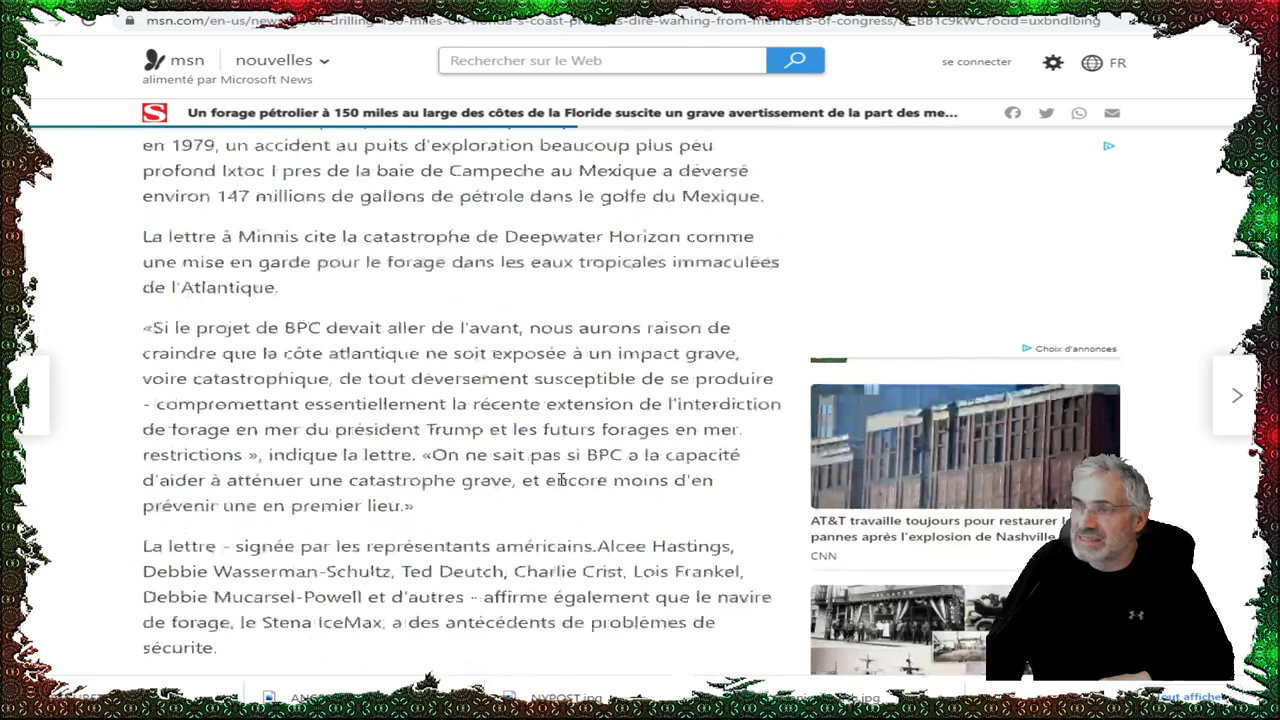 msn
nouvelles
Rechercher sur le Web
se connecter
FR
alimenté par Microsoft News
Un forage pétrolier à 150 miles au large des côtes de la Floride suscite un grave avertissement de la part des me...
en 1979, un accident au puits d'exploration beaucoup plus peu
profond Ixtoc I pres de la baie de Campeche au Mexique a déversé
environ 147 millions de gallons de pétrole dans le golfe du Mexique.
La lettre à Minnis cite la catastrophe de Deepwater Horizon comme
une mise en garde pour le forage dans les eaux tropicales immaculées
de l'Atlantique.
«Si le projet de BPC devait aller de l'avant, nous aurons raison de
craindre que la côte atlantique ne soit exposée à un impact grave,
voire catastrophique, de tout déversement susceptible de se produire
- compromettant essentiellement la récente extension de l'interdiction
de forage en mer du président Trump et les futurs forages en mer.
restrictions », indique la lettre. «On ne sait pas si BPC a la capacité
d'aider à atténuer une catastrophe grave, et encore moins d'en
prévenir une en premier lieu.»
La lettre - signée par les représentants américains.Alcee Hastings,
Debbie Wasserman-Schultz, Ted Deutch, Charlie Crist, Lois Frankel,
Debbie Mucarsel-Powell et d'autres - affirme également que le navire
de forage, le Stena IceMax, a des antécédents de problèmes de
sécurité.
Choix d'annonces
AT&T travaille toujours pour restaurer
pannes après l'explosion de Nashville
CNN
NYPOST.jpg